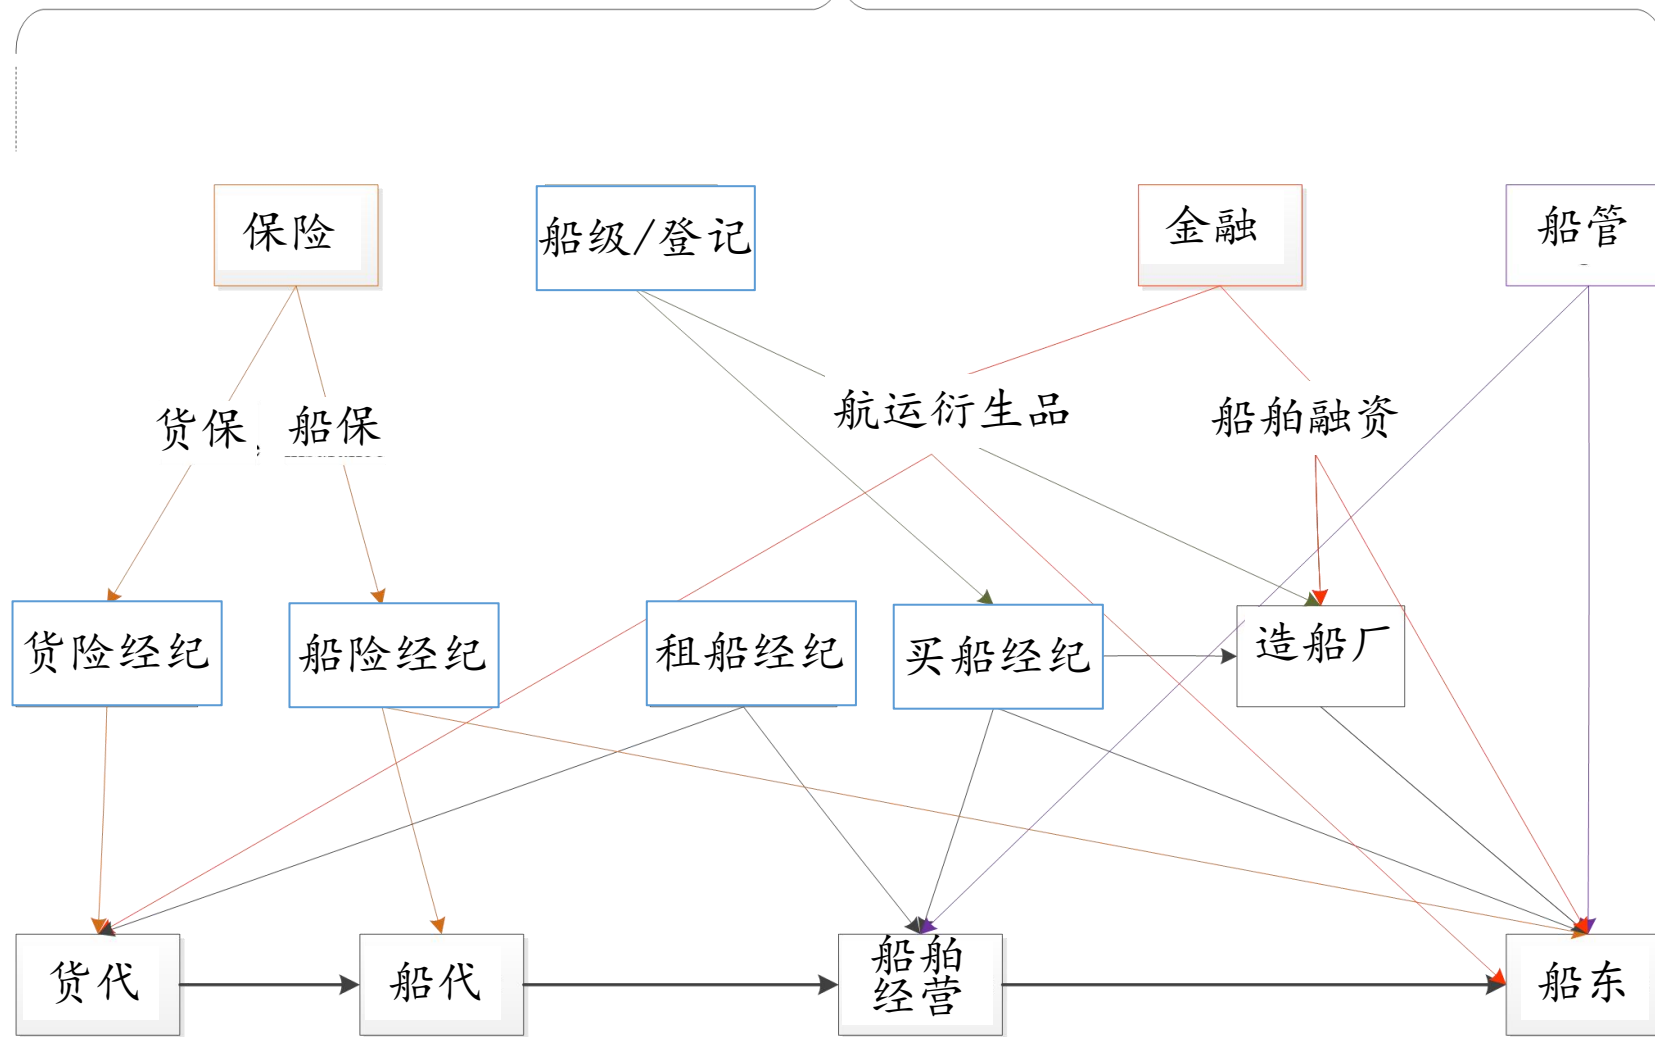 保险
船级/登记
金融
船管
货保
船保
航运衍生品
船舶融资
货险经纪
船险经纪
租船经纪
买船经纪
造船厂
货代
船代
船舶
经营
船东